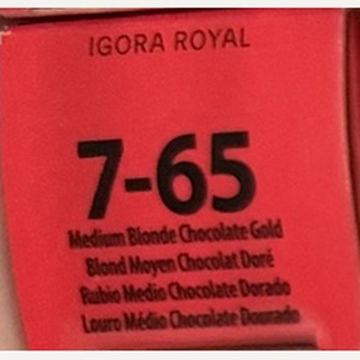 IGORA ROYAL
7-65
Medium Blonde Chocolate Gold
Blond Moyen Chocolat Doré
Rubio Medio Chocolate Dorado
Louro Médio Chocolate Dourado